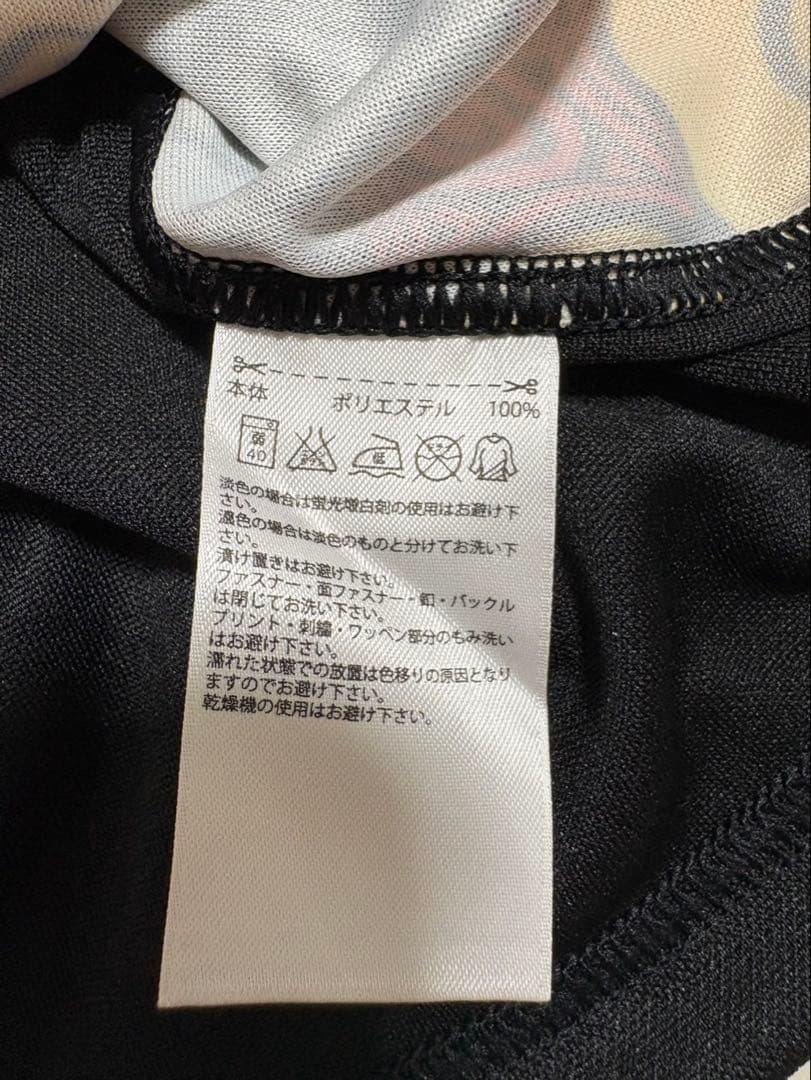 本体 ポリエステル 100%
弱 40 低
淡色の場合は蛍光増白剤の使用はお避け下
さい。
濃色の場合は淡色のものと分けてお洗い下
さい。
漬け置きはお避け下さい。
ファスナー・面ファスナー・釦・バックル
は閉じてお洗い下さい。
プリント・刺繍・ワッペン部分のもみ洗い
はお避け下さい。
濡れた状態での放置は色移りの原因となり
ますのでお避け下さい。
乾燥機の使用はお避け下さい。